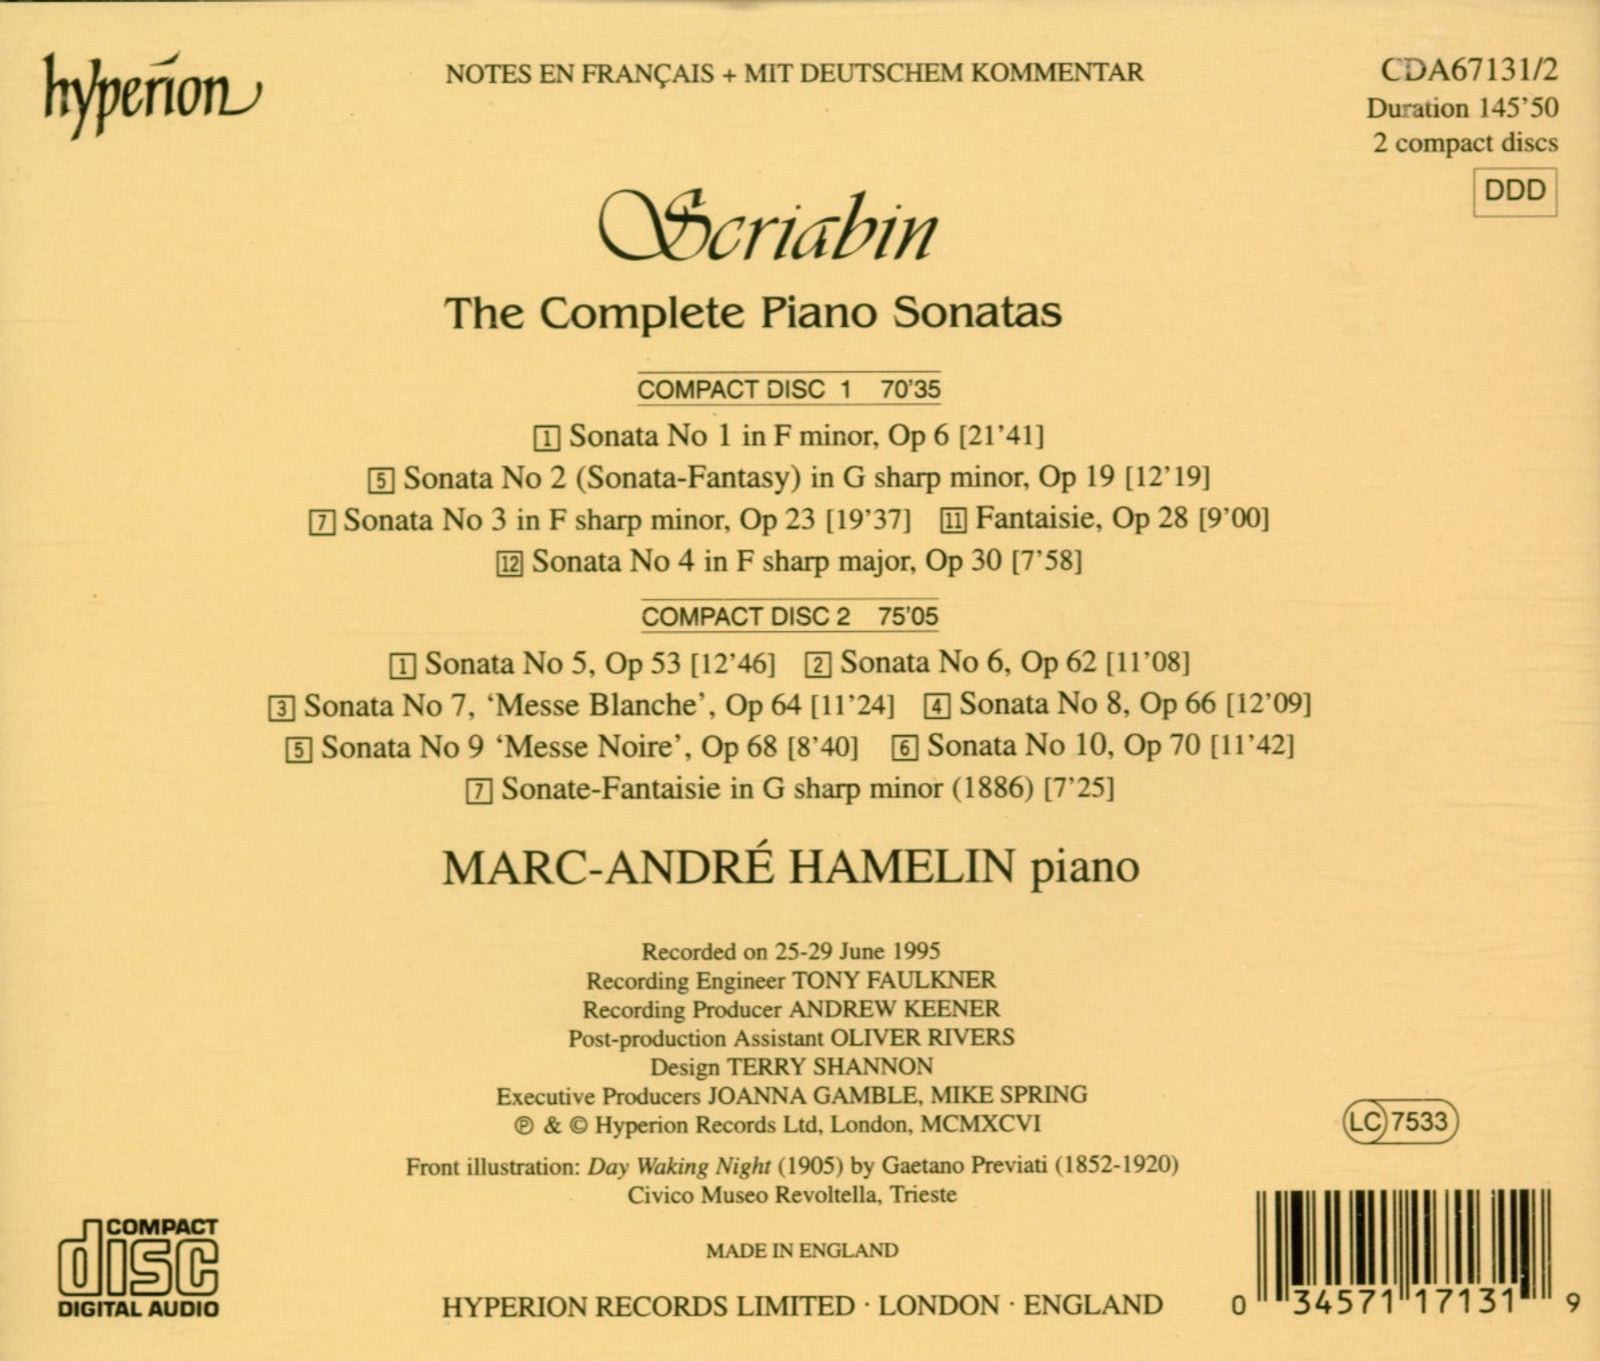 hyperion
NOTES EN FRANÇAIS + MIT DEUTSCHEM KOMMENTAR
CDA67131/2
Duration 145'50
2 compact discs
DDD
Scriabin
The Complete Piano Sonatas
COMPACT DISC 1 70'35
1 Sonata No 1 in F minor, Op 6 [21'41]
5 Sonata No 2 (Sonata-Fantasy) in G sharp minor, Op 19 [12'19]
7 Sonata No 3 in F sharp minor, Op 23 [19'37] 11 Fantaisie, Op 28 [9'00]
12 Sonata No 4 in F sharp major, Op 30 [7'58]
COMPACT DISC 2 75'05
1 Sonata No 5, Op 53 [12'46] 2 Sonata No 6, Op 62 [11'08]
3 Sonata No 7, ‘Messe Blanche’, Op 64 [11'24] 4 Sonata No 8, Op 66 [12'09]
5 Sonata No 9 ‘Messe Noire’, Op 68 [8'40] 6 Sonata No 10, Op 70 [11'42]
7 Sonate-Fantaisie in G sharp minor (1886) [7'25]
MARC-ANDRÉ HAMELIN piano
Recorded on 25-29 June 1995
Recording Engineer TONY FAULKNER
Recording Producer ANDREW KEENER
Post-production Assistant OLIVER RIVERS
Design TERRY SHANNON
Executive Producers JOANNA GAMBLE, MIKE SPRING
℗ & © Hyperion Records Ltd, London, MCMXCVI
Front illustration: Day Waking Night (1905) by Gaetano Previati (1852-1920)
Civico Museo Revoltella, Trieste
MADE IN ENGLAND
HYPERION RECORDS LIMITED · LONDON · ENGLAND
COMPACT
disc
DIGITAL AUDIO
LC 7533
0 34571 17131 9